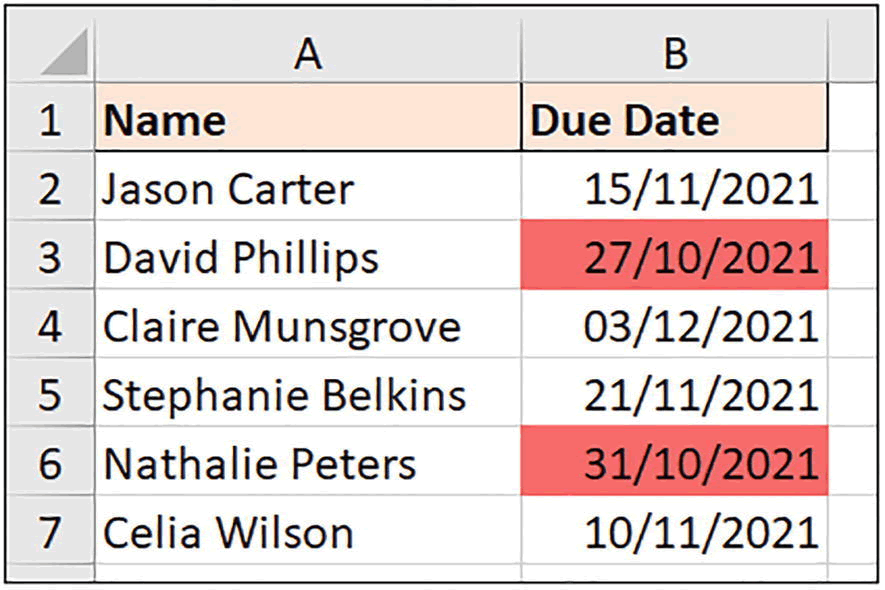 A B
1 Name Due Date
2 Jason Carter 15/11/2021
3 David Phillips 27/10/2021
4 Claire Munsgrove 03/12/2021
5 Stephanie Belkins 21/11/2021
6 Nathalie Peters 31/10/2021
7 Celia Wilson 10/11/2021